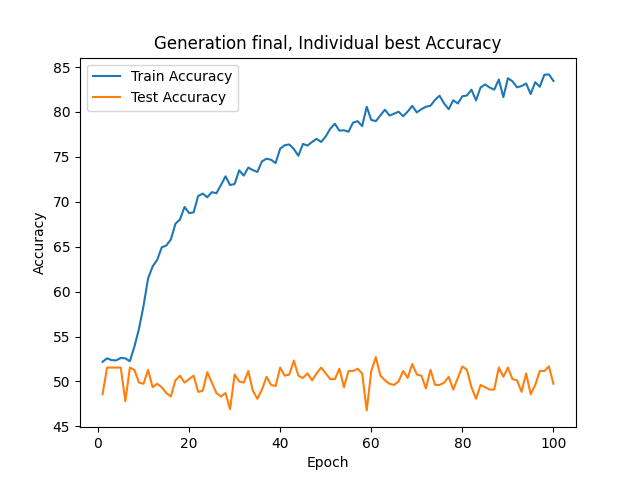 Generation final, Individual best Accuracy
Train Accuracy
Test Accuracy
85
80
75
70
65
60
55
50
45
Accuracy
0 20 40 60 80 100
Epoch